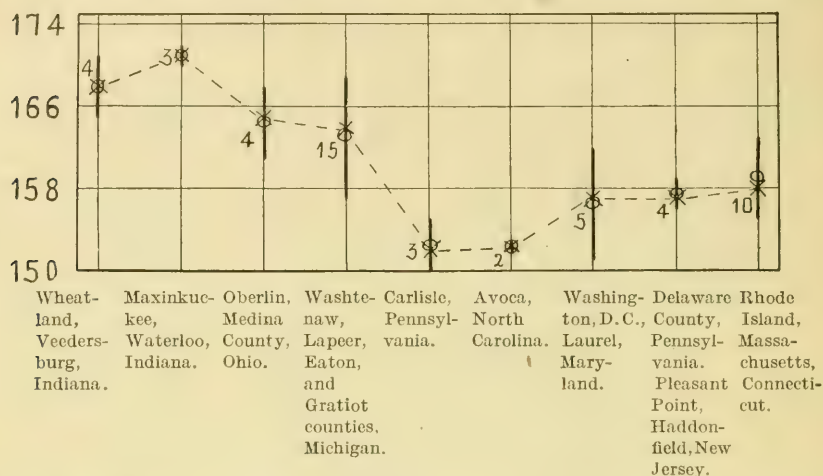 174
166
158
150
4
3
4
15
3
2
5
4
10
Wheat-
land,
Veeders-
burg,
Indiana.
Maxinkuc-
kee,
Waterloo,
Indiana.
Oberlin,
Medina
County,
Ohio.
Washte-
naw,
Lapeer,
Eaton,
and
Gratiot
counties,
Michigan.
Carlisle,
Pennsyl-
vania.
Avoca,
North
Carolina.
Washing-
ton, D.C.,
Laurel,
Mary-
land.
Delaware
County,
Pennsyl-
vania.
Pleasant
Point,
Haddon-
field, New
Jersey.
Rhode
Island,
Massa-
chusetts,
Connecti-
cut.